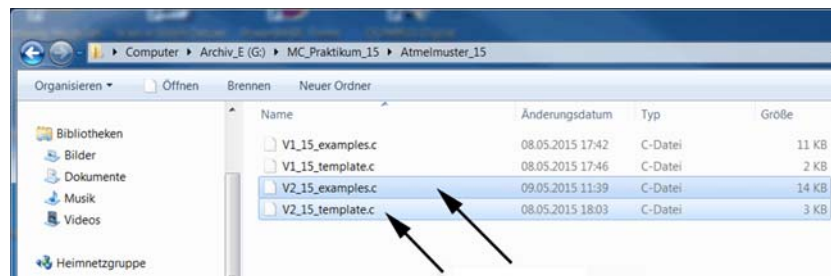 Computer ▸ Archiv_E (G:) ▸ MC_Praktikum_15 ▸ Atmelmuster_15
Organisieren ▾ Öffnen Brennen Neuer Ordner
Name Änderungsdatum Typ Größe
Bibliotheken
Bilder
Dokumente
Musik
Videos
Heimnetzgruppe
V1_15_examples.c 08.05.2015 17:42 C-Datei 11 KB
V1_15_template.c 08.05.2015 17:46 C-Datei 2 KB
V2_15_examples.c 09.05.2015 11:39 C-Datei 14 KB
V2_15_template.c 08.05.2015 18:03 C-Datei 3 KB